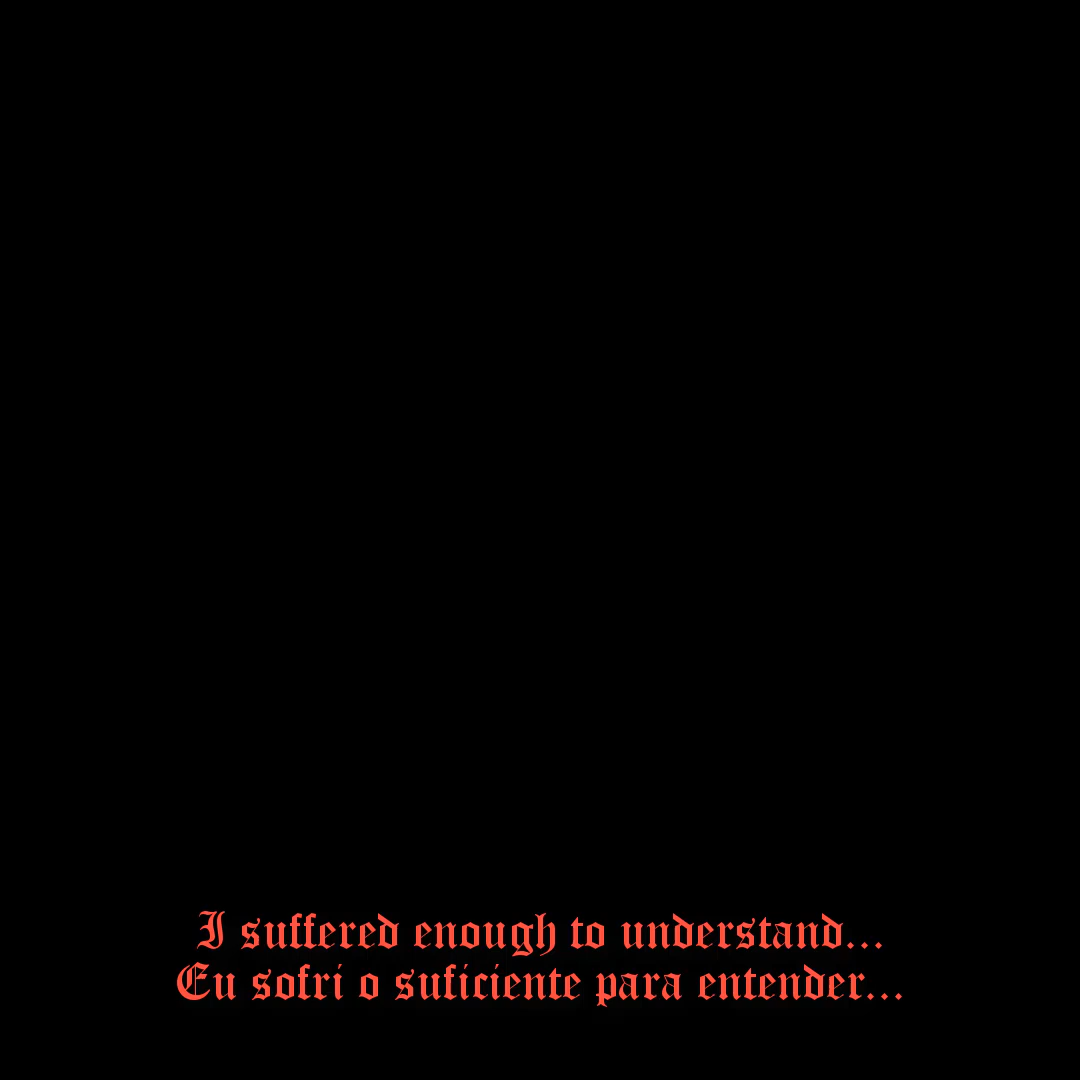 I suffered enough to understand...
Eu sofri o suficiente para entender...